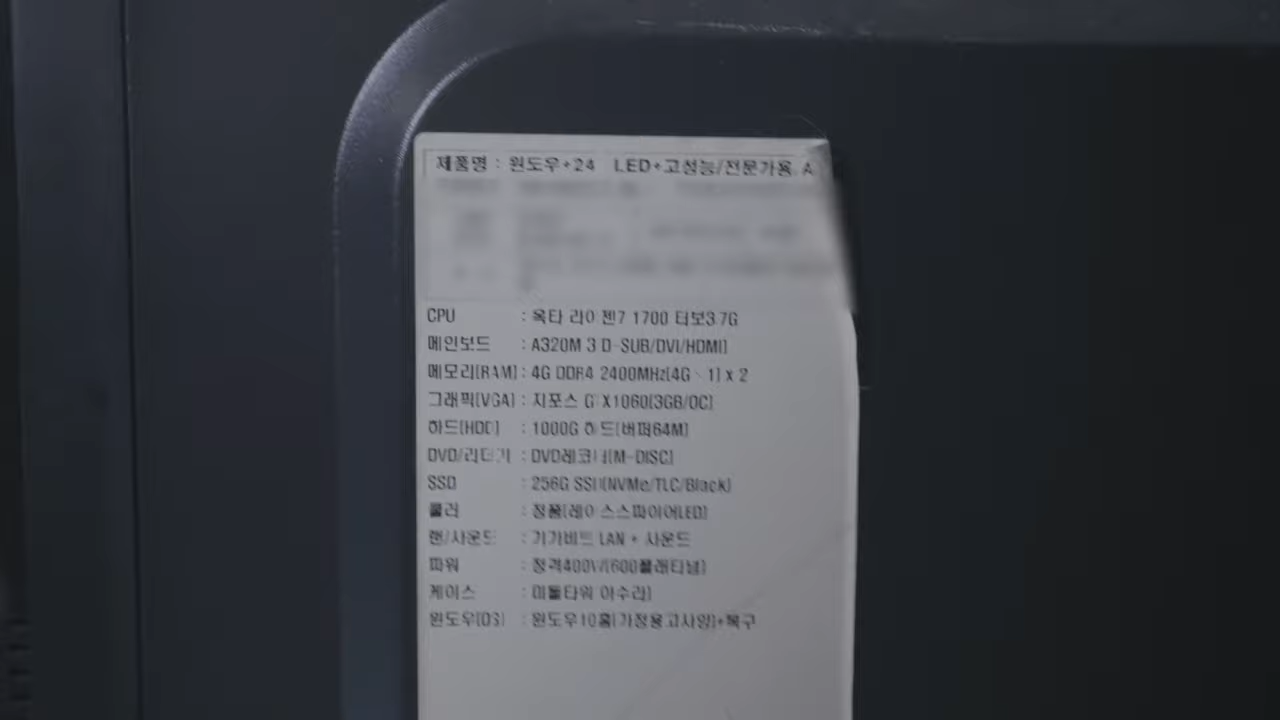 제품명 : 윈도우+24 LED+고성능/전문가용 A
CPU : 옥타 라이젠7 1700 터보3.7G
메인보드 : A320M 3 D-SUB/DVI/HDMI]
메모리[RAM] : 4G DDR4 2400MHz[4G 1] x 2
그래픽[VGA] : 지포스 GTX1060[3GB/OC]
하드[HDD] : 1000G 하드[버퍼64M]
DVD/리더기 : DVD레코더[M-DISC]
SSD : 256G SSD[NVMe/TLC/Black]
쿨러 : 정품[레이스스파이어LED]
랜/사운드 : 기가비트 LAN + 사운드
파워 : 정격400W[600플래티넘]
케이스 : 미들타워 아수라]
윈도우[OS] : 윈도우10홈[가정용고사양]+복구